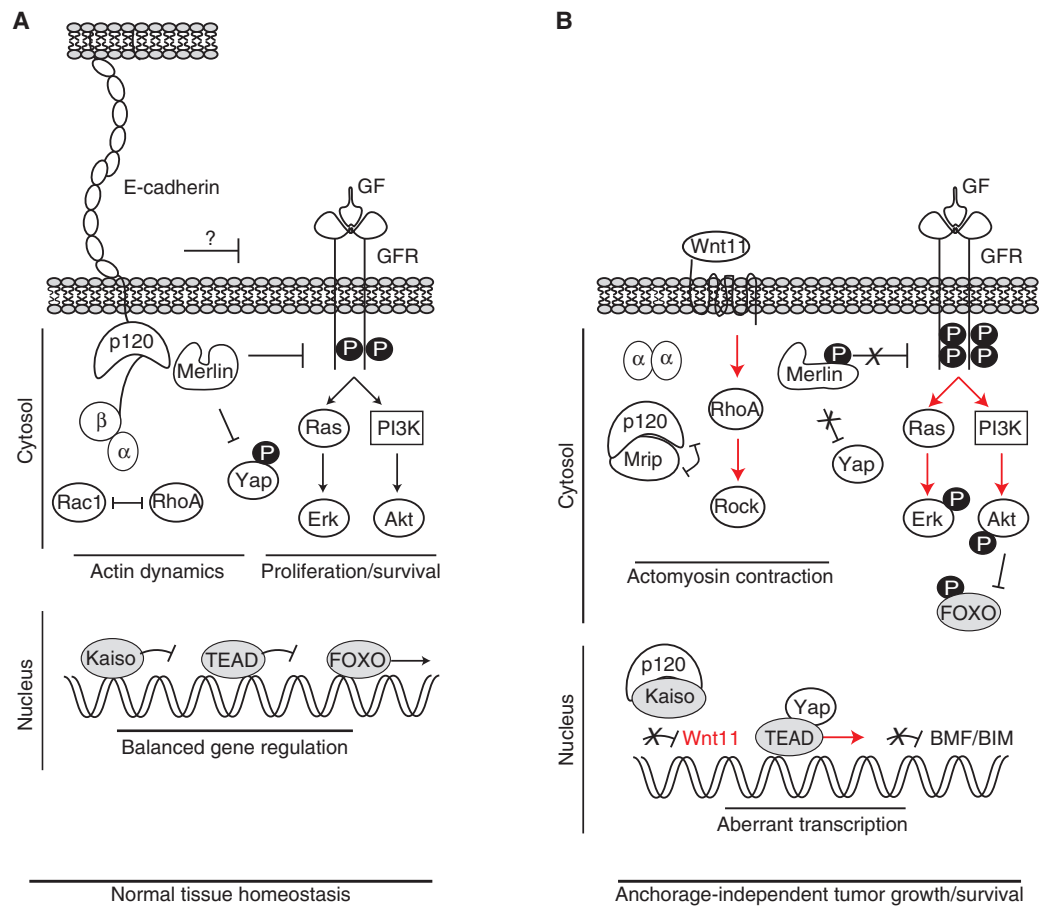 A
E-cadherin
?
GF
GFR
p120
Merlin
P
P
β
α
Ras
PI3K
P
Yap
Rac1
RhoA
Erk
Akt
Cytosol
Actin dynamics
Proliferation/survival
Nucleus
Kaiso
TEAD
FOXO
Balanced gene regulation
Normal tissue homeostasis
B
GF
Wnt11
GFR
P
P
P
P
α
α
P
Merlin
X
RhoA
p120
Mrip
X
Yap
Ras
PI3K
Rock
Erk
P
Akt
P
Cytosol
Actomyosin contraction
P
FOXO
Nucleus
p120
Kaiso
Yap
X
Wnt11
TEAD
X
BMF/BIM
Aberrant transcription
Anchorage-independent tumor growth/survival